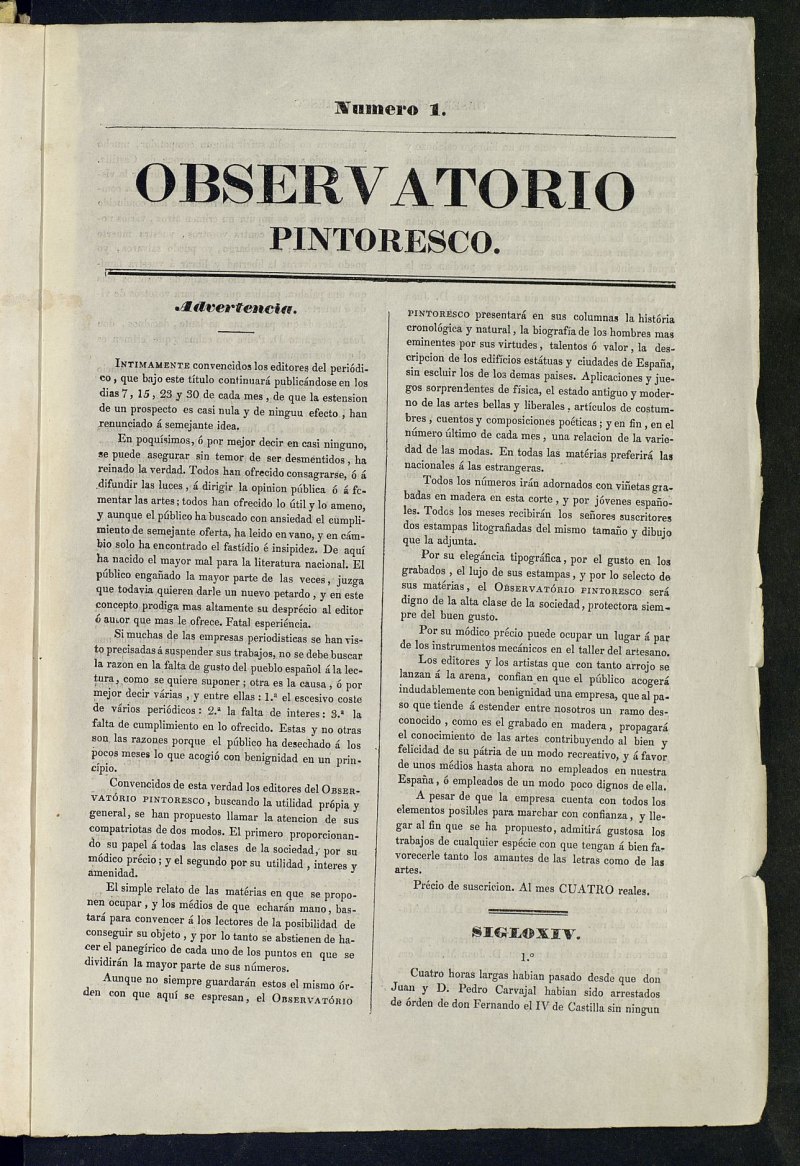 Numero 1.
OBSERVATORIO
PINTORESCO.
Advertencia.
INTIMAMENTE convencidos los editores del periódi-
co, que bajo este título continuará publicándose en los
dias 7, 15, 23 y 30 de cada mes, de que la estension
de un prospecto es casi nula y de ninguu efecto, han
renunciado á semejante idea.
En poquísimos, ó por mejor decir en casi ninguno,
se puede asegurar sin temor de ser desmentidos, ha
reinado la verdad. Todos han ofrecido consagrarse, ó á
difundir las luces, á dirigir la opinion pública ó á fo-
mentar las artes; todos han ofrecido lo útil y lo ameno,
y aunque el público ha buscado con ansiedad el cumpli-
miento de semejante oferta, ha leido en vano, y en cám-
bio solo ha encontrado el fastidio é insipidez. De aquí
ha nacido el mayor mal para la literatura nacional. El
público engañado la mayor parte de las veces, juzga
que todavia quieren darle un nuevo petardo, y en este
concepto prodiga mas altamente su desprécio al editor
ó autor que mas le ofrece. Fatal esperiéncia.
Si muchas de las empresas periodisticas se han vis-
to precisadas á suspender sus trabajos, no se debe buscar
la razon en la falta de gusto del pueblo español á la lec-
tura, como se quiere suponer; otra es la causa, ó por
mejor decir várias, y entre ellas: 1.ª el escesivo coste
de vários periódicos: 2.ª la falta de interes: 3.ª la
falta de cumplimiento en lo ofrecido. Estas y no otras
son las razones porque el público ha desechado á los
pocos meses lo que acogió con benignidad en un prin-
cípio.
Convencidos de esta verdad los editores del OBSER-
VATÓRIO PINTORESCO, buscando la utilidad própia y
general, se han propuesto llamar la atencion de sus
compatriotas de dos modos. El primero proporcionan-
do su papel á todas las clases de la sociedad, por su
módico précio; y el segundo por su utilidad, interes y
amenidad.
El simple relato de las matérias en que se propo-
nen ocupar, y los médios de que echarán mano, bas-
tará para convencer á los lectores de la posibilidad de
conseguir su objeto, y por lo tanto se abstienen de ha-
cer el panegírico de cada uno de los puntos en que se
dividirán la mayor parte de sus números.
Aunque no siempre guardarán estos el mismo ór-
den con que aquí se espresan, el OBSERVATÓRIO
PINTORESCO presentará en sus columnas la história
cronológica y natural, la biografía de los hombres mas
eminentes por sus virtudes, talentos ó valor, la des-
cripcion de los edificios estátuas y ciudades de España,
sin escluir los de los demas paises. Aplicaciones y jue-
gos sorprendentes de física, el estado antiguo y moder-
no de las artes bellas y liberales, artículos de costum-
bres, cuentos y composiciones poéticas; y en fin, en el
número último de cada mes, una relacion de la varie-
dad de las modas. En todas las matérias preferirá las
nacionales á las estrangeras.
Todos los números irán adornados con viñetas gra-
badas en madera en esta corte, y por jóvenes españo-
les. Todos los meses recibirán los señores suscritores
dos estampas litografiadas del mismo tamaño y dibujo
que la adjunta.
Por su elegáncia tipográfica, por el gusto en los
grabados, el lujo de sus estampas, y por lo selecto de
sus matérias, el OBSERVATÓRIO PINTORESCO será
digno de la alta clase de la sociedad, protectora siem-
pre del buen gusto.
Por su módico précio puede ocupar un lugar á par
de los instrumentos mecánicos en el taller del artesano.
Los editores y los artistas que con tanto arrojo se
lanzan á la arena, confian en que el público acogerá
indudablemente con benignidad una empresa, que al pa-
so que tiende á estender entre nosotros un ramo des-
conocido, como es el grabado en madera, propagará
el conocimiento de las artes contribuyendo al bien y
felicidad de su pátria de un modo recreativo, y á favor
de unos médios hasta ahora no empleados en nuestra
España, ó empleados de un modo poco dignos de ella.
A pesar de que la empresa cuenta con todos los
elementos posibles para marchar con confianza, y lle-
gar al fin que se ha propuesto, admitirá gustosa los
trabajos de cualquier espécie con que tengan á bien fa-
vorecerle tanto los amantes de las letras como de las
artes.
Précio de suscricion. Al mes CUATRO reales.
SIGLO XIV.
1.º
Cuatro horas largas habian pasado desde que don
Juan y D. Pedro Carvajal habian sido arrestados
de órden de don Fernando el IV de Castilla sin ningun